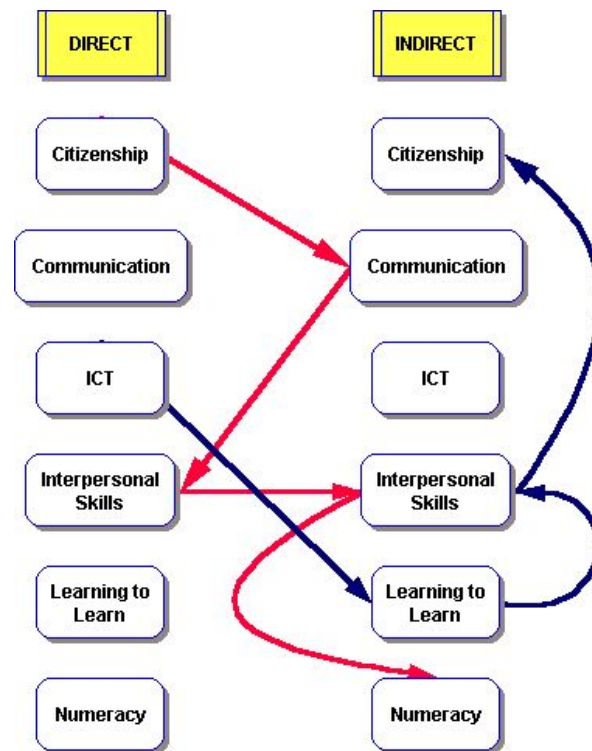 DIRECT
INDIRECT
Citizenship
Citizenship
Communication
Communication
ICT
ICT
Interpersonal
Skills
Interpersonal
Skills
Learning to
Learn
Learning to
Learn
Numeracy
Numeracy